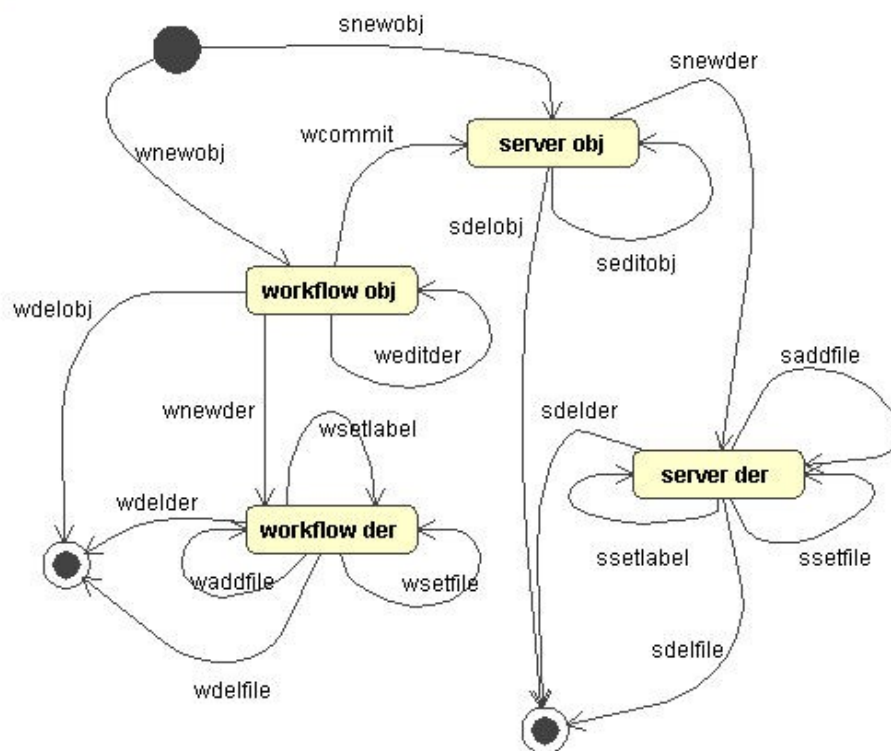 snewobj
snewder
wcommit
server obj
wnewobj
sdelobj
seditobj
workflow obj
wdelobj
weditder
saddfile
wnewder
sdelder
wsetlabel
server der
wdelder
workflow der
ssetlabel
ssetfile
waddfile
wsetfile
sdelfile
wdelfile